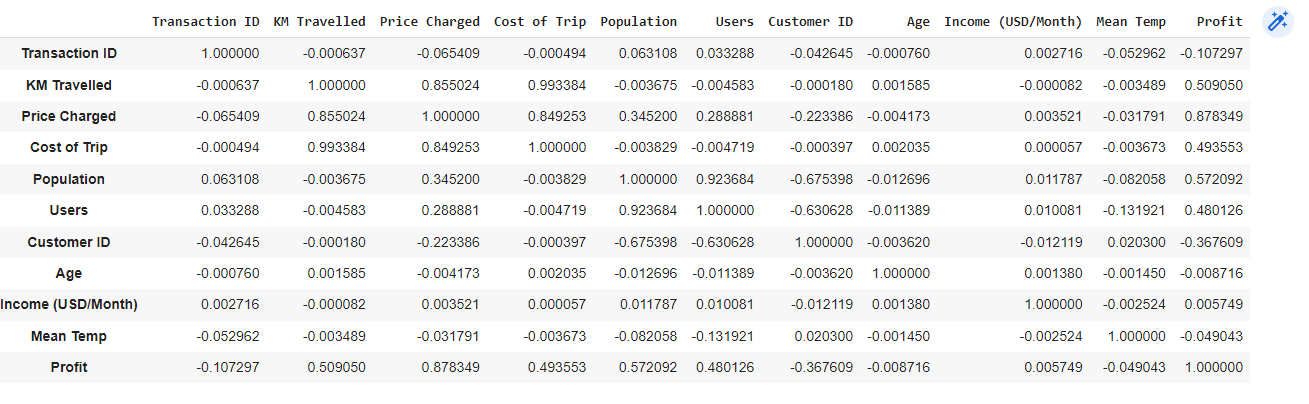 Transaction ID KM Travelled Price Charged Cost of Trip Population Users Customer ID Age Income (USD/Month) Mean Temp Profit
Transaction ID 1.000000 -0.000637 -0.065409 -0.000494 0.063108 0.033288 -0.042645 -0.000760 0.002716 -0.052962 -0.107297
KM Travelled -0.000637 1.000000 0.855024 0.993384 -0.003675 -0.004583 -0.000180 0.001585 -0.000082 -0.003489 0.509050
Price Charged -0.065409 0.855024 1.000000 0.849253 0.345200 0.288881 -0.223386 -0.004173 0.003521 -0.031791 0.878349
Cost of Trip -0.000494 0.993384 0.849253 1.000000 -0.003829 -0.004719 -0.000397 0.002035 0.000057 -0.003673 0.493553
Population 0.063108 -0.003675 0.345200 -0.003829 1.000000 0.923684 -0.675398 -0.012696 0.011787 -0.082058 0.572092
Users 0.033288 -0.004583 0.288881 -0.004719 0.923684 1.000000 -0.630628 -0.011389 0.010081 -0.131921 0.480126
Customer ID -0.042645 -0.000180 -0.223386 -0.000397 -0.675398 -0.630628 1.000000 -0.003620 -0.012119 0.020300 -0.367609
Age -0.000760 0.001585 -0.004173 0.002035 -0.012696 -0.011389 -0.003620 1.000000 0.001380 -0.001450 -0.008716
Income (USD/Month) 0.002716 -0.000082 0.003521 0.000057 0.011787 0.010081 -0.012119 0.001380 1.000000 -0.002524 0.005749
Mean Temp -0.052962 -0.003489 -0.031791 -0.003673 -0.082058 -0.131921 0.020300 -0.001450 -0.002524 1.000000 -0.049043
Profit -0.107297 0.509050 0.878349 0.493553 0.572092 0.480126 -0.367609 -0.008716 0.005749 -0.049043 1.000000